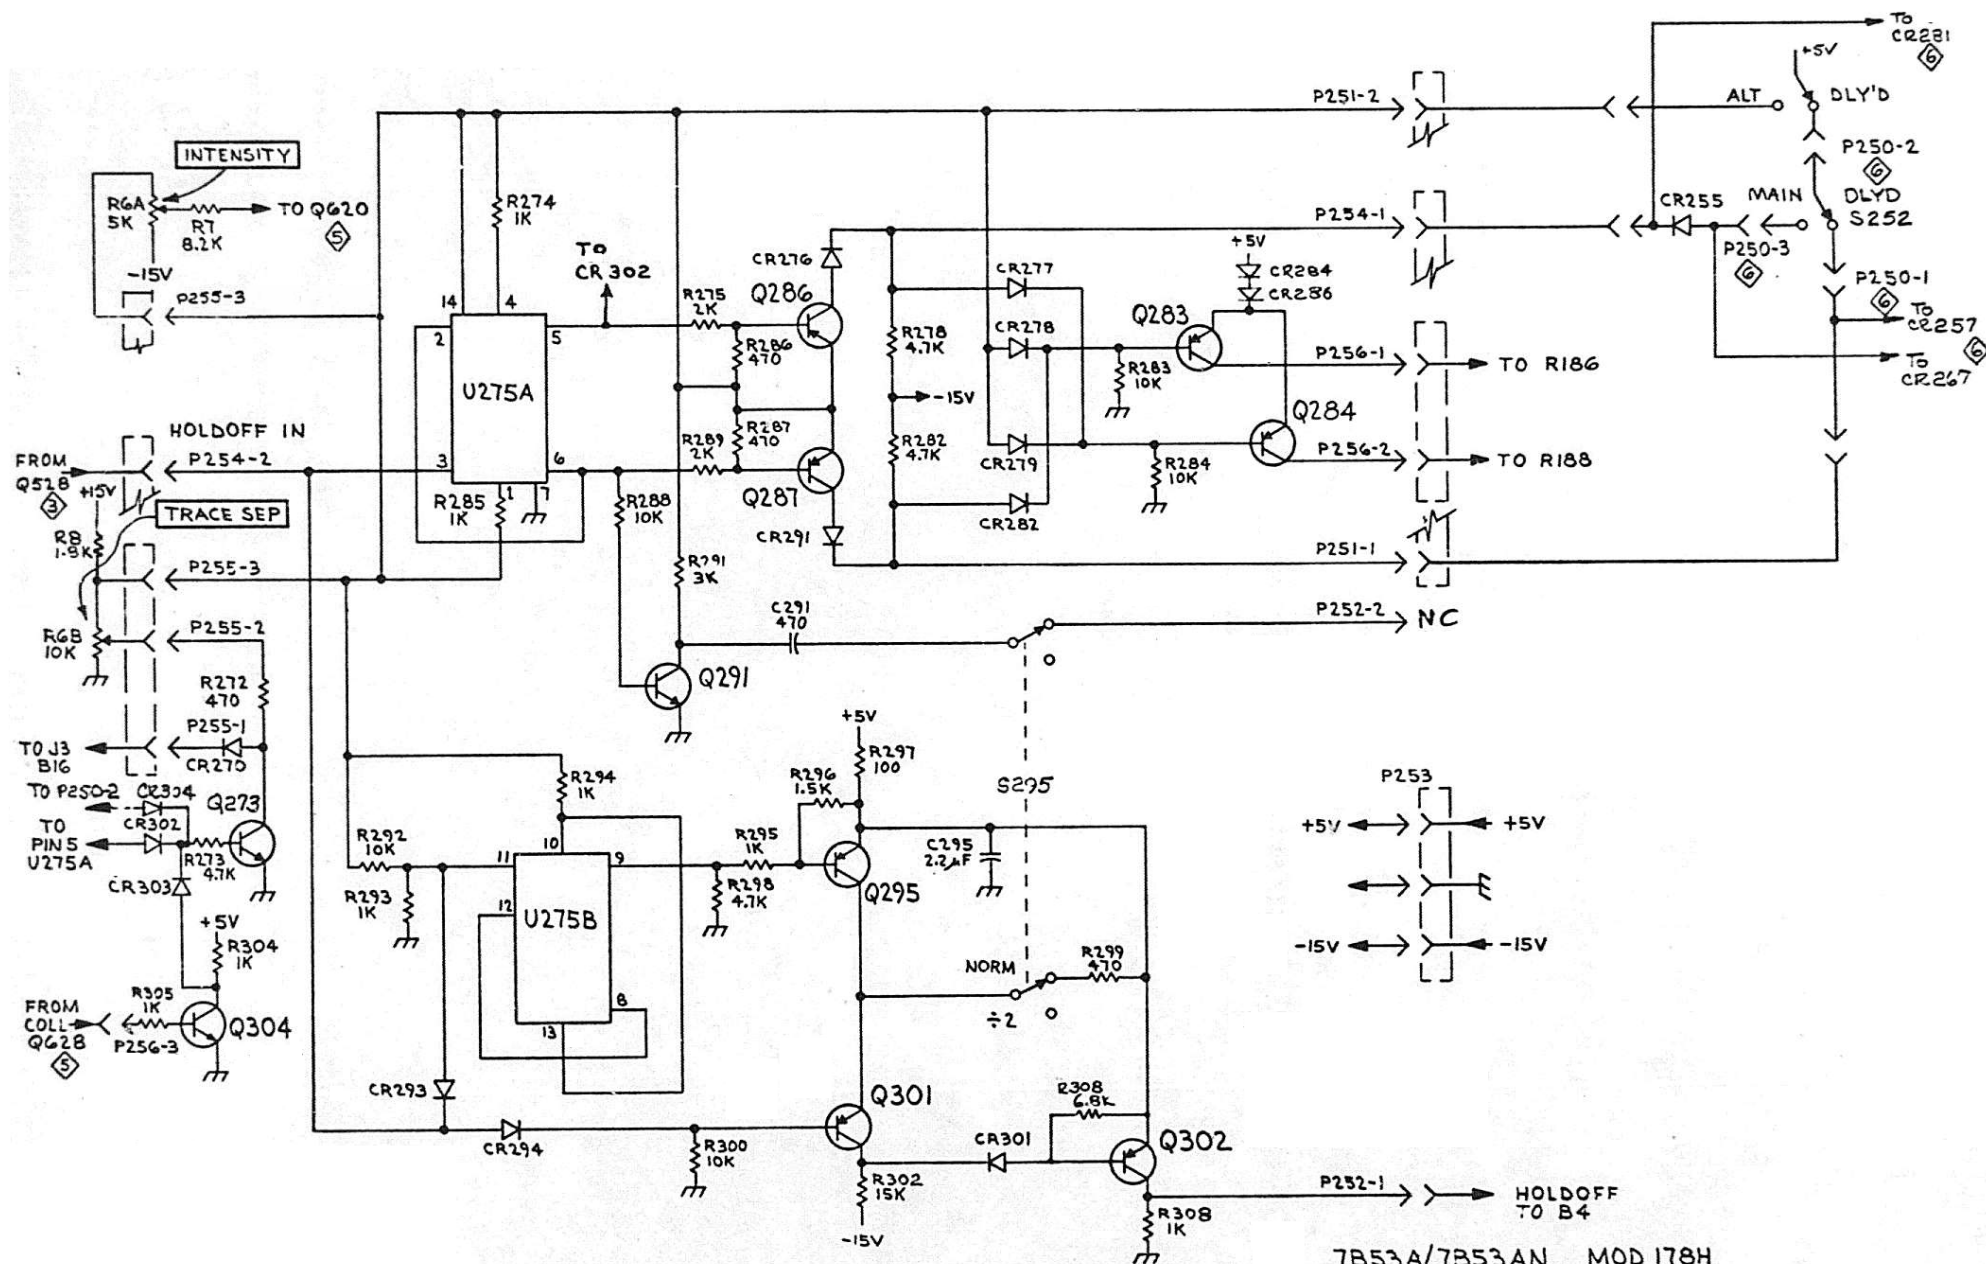 TO
CR281
6
+5V
P251-2
ALT
DLY'D
P250-2
6
INTENSITY
R6A
5K
R7
8.2K
TO Q620
5
-15V
P255-3
R274
1K
TO
CR302
CR276
P254-1
CR255
MAIN
DLYD
S252
P250-3
6
P250-1
6
TO
CR257
6
TO
CR267
14
4
2
5
U275A
3
6
1
7
R275
2K
Q286
R286
470
R278
4.7K
-15V
R287
470
R289
2K
R282
4.7K
Q287
CR277
CR278
CR279
CR282
+5V
CR284
CR286
Q283
R283
10K
P256-1
TO R186
Q284
R284
10K
P256-2
TO R188
HOLDOFF IN
FROM
Q528
3
P254-2
+15V
TRACE SEP
R8
1.8K
R285
1K
R288
10K
CR291
P251-1
P255-3
R291
3K
C291
470
P252-2
NC
R6B
10K
P255-2
R272
470
Q291
P255-1
TO J3
B16
CR270
TO P250-2
CR304
Q273
TO
PIN 5
U275A
CR302
R273
4.7K
CR303
+5V
R304
1K
FROM
COLL
Q628
5
R305
1K
P256-3
Q304
R294
1K
R292
10K
R293
1K
11
10
9
12
U275B
8
13
R296
1.5K
+5V
R297
100
R295
1K
R298
4.7K
Q295
C295
2.2µF
S295
P253
+5V
+5V
-15V
-15V
NORM
R299
470
÷2
CR293
CR294
R300
10K
Q301
R302
15K
-15V
CR301
R308
6.8K
Q302
P252-1
HOLDOFF
TO B4
R308
1K
7B53A/7B53AN MOD 178H